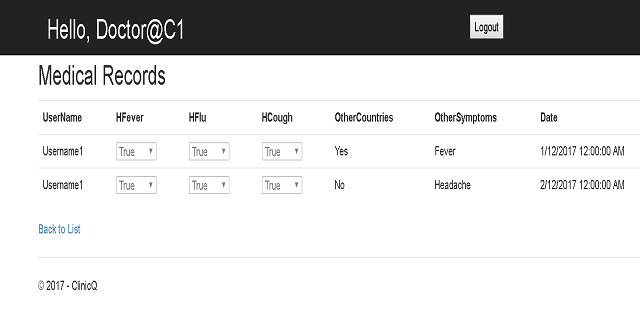 Hello, Doctor@C1 Logout
Medical Records
UserName HFever HFlu HCough OtherCountries OtherSymptoms Date
Username1 True True True Yes Fever 1/12/2017 12:00:00 AM
Username1 True True True No Headache 2/12/2017 12:00:00 AM
Back to List
© 2017 - ClinicQ